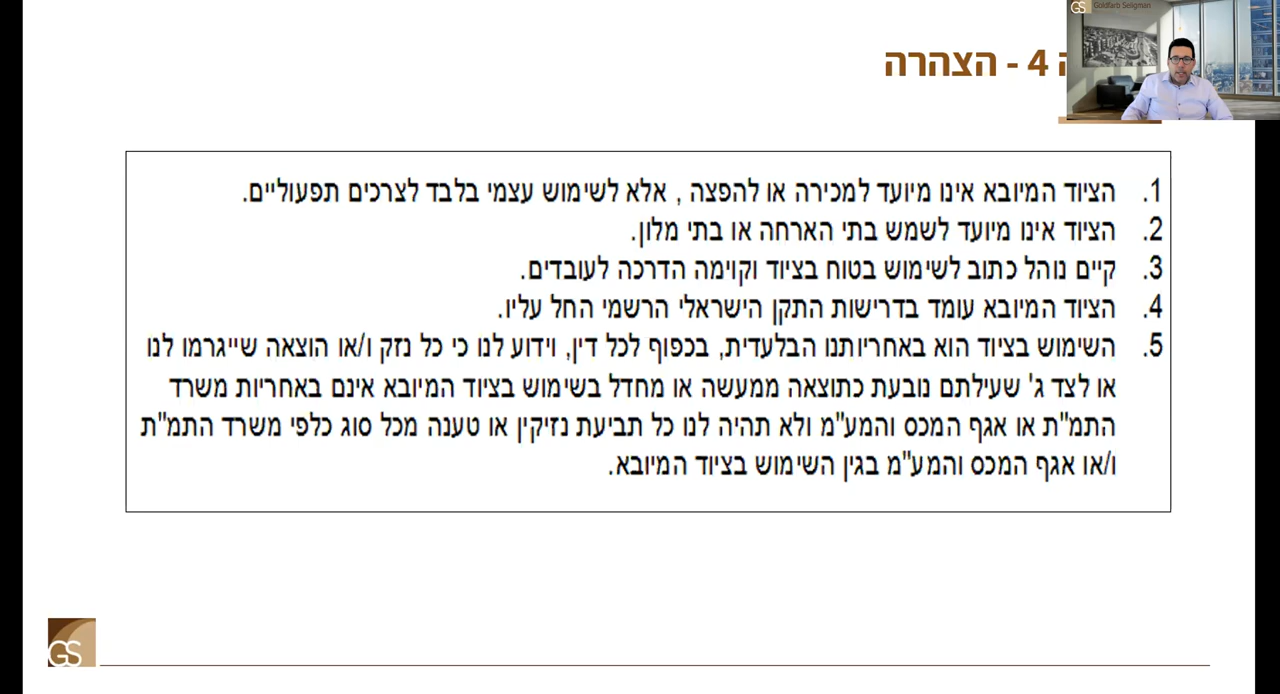 Goldfarb Seligman
GS
4 - הצהרה
1. הציוד המיובא אינו מיועד למכירה או להפצה , אלא לשימוש עצמי בלבד לצרכים תפעוליים.
2. הציוד אינו מיועד לשמש בתי הארחה או בתי מלון.
3. קיים נוהל כתוב לשימוש בטוח בציוד וקוימה הדרכה לעובדים.
4. הציוד המיובא עומד בדרישות התקן הישראלי הרשמי החל עליו.
5. השימוש בציוד הוא באחריותנו הבלעדית, בכפוף לכל דין, וידוע לנו כי כל נזק ו/או הוצאה שייגרמו לנו
או לצד ג' שעילתם נובעת כתוצאה ממעשה או מחדל בשימוש בציוד המיובא אינם באחריות משרד
התמ"ת או אגף המכס והמע"מ ולא תהיה לנו כל תביעת נזיקין או טענה מכל סוג כלפי משרד התמ"ת
ו/או אגף המכס והמע"מ בגין השימוש בציוד המיובא.
GS